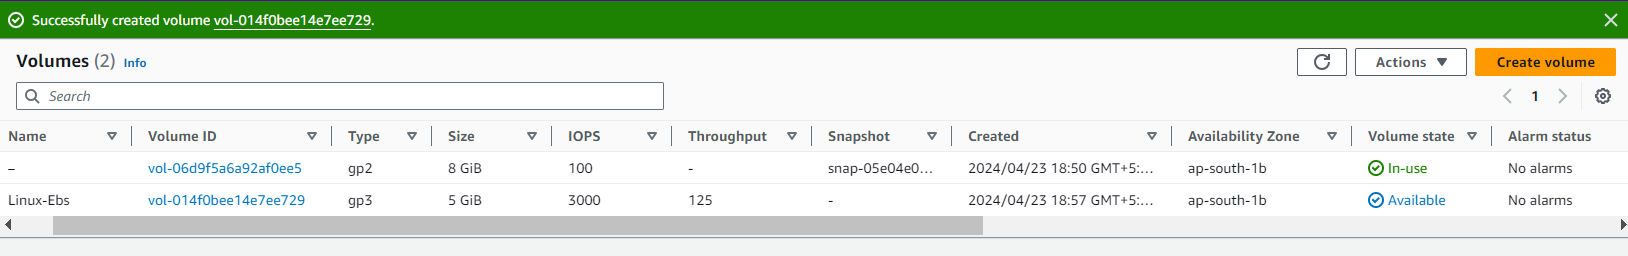 Successfully created volume vol-014f0bee14e7ee729.
Volumes (2) Info
Actions
Create volume
Search
1
Name Volume ID Type Size IOPS Throughput Snapshot Created Availability Zone Volume state Alarm status
– vol-06d9f5a6a92af0ee5 gp2 8 GiB 100 - snap-05e04e0... 2024/04/23 18:50 GMT+5:... ap-south-1b In-use No alarms
Linux-Ebs vol-014f0bee14e7ee729 gp3 5 GiB 3000 125 - 2024/04/23 18:57 GMT+5:... ap-south-1b Available No alarms